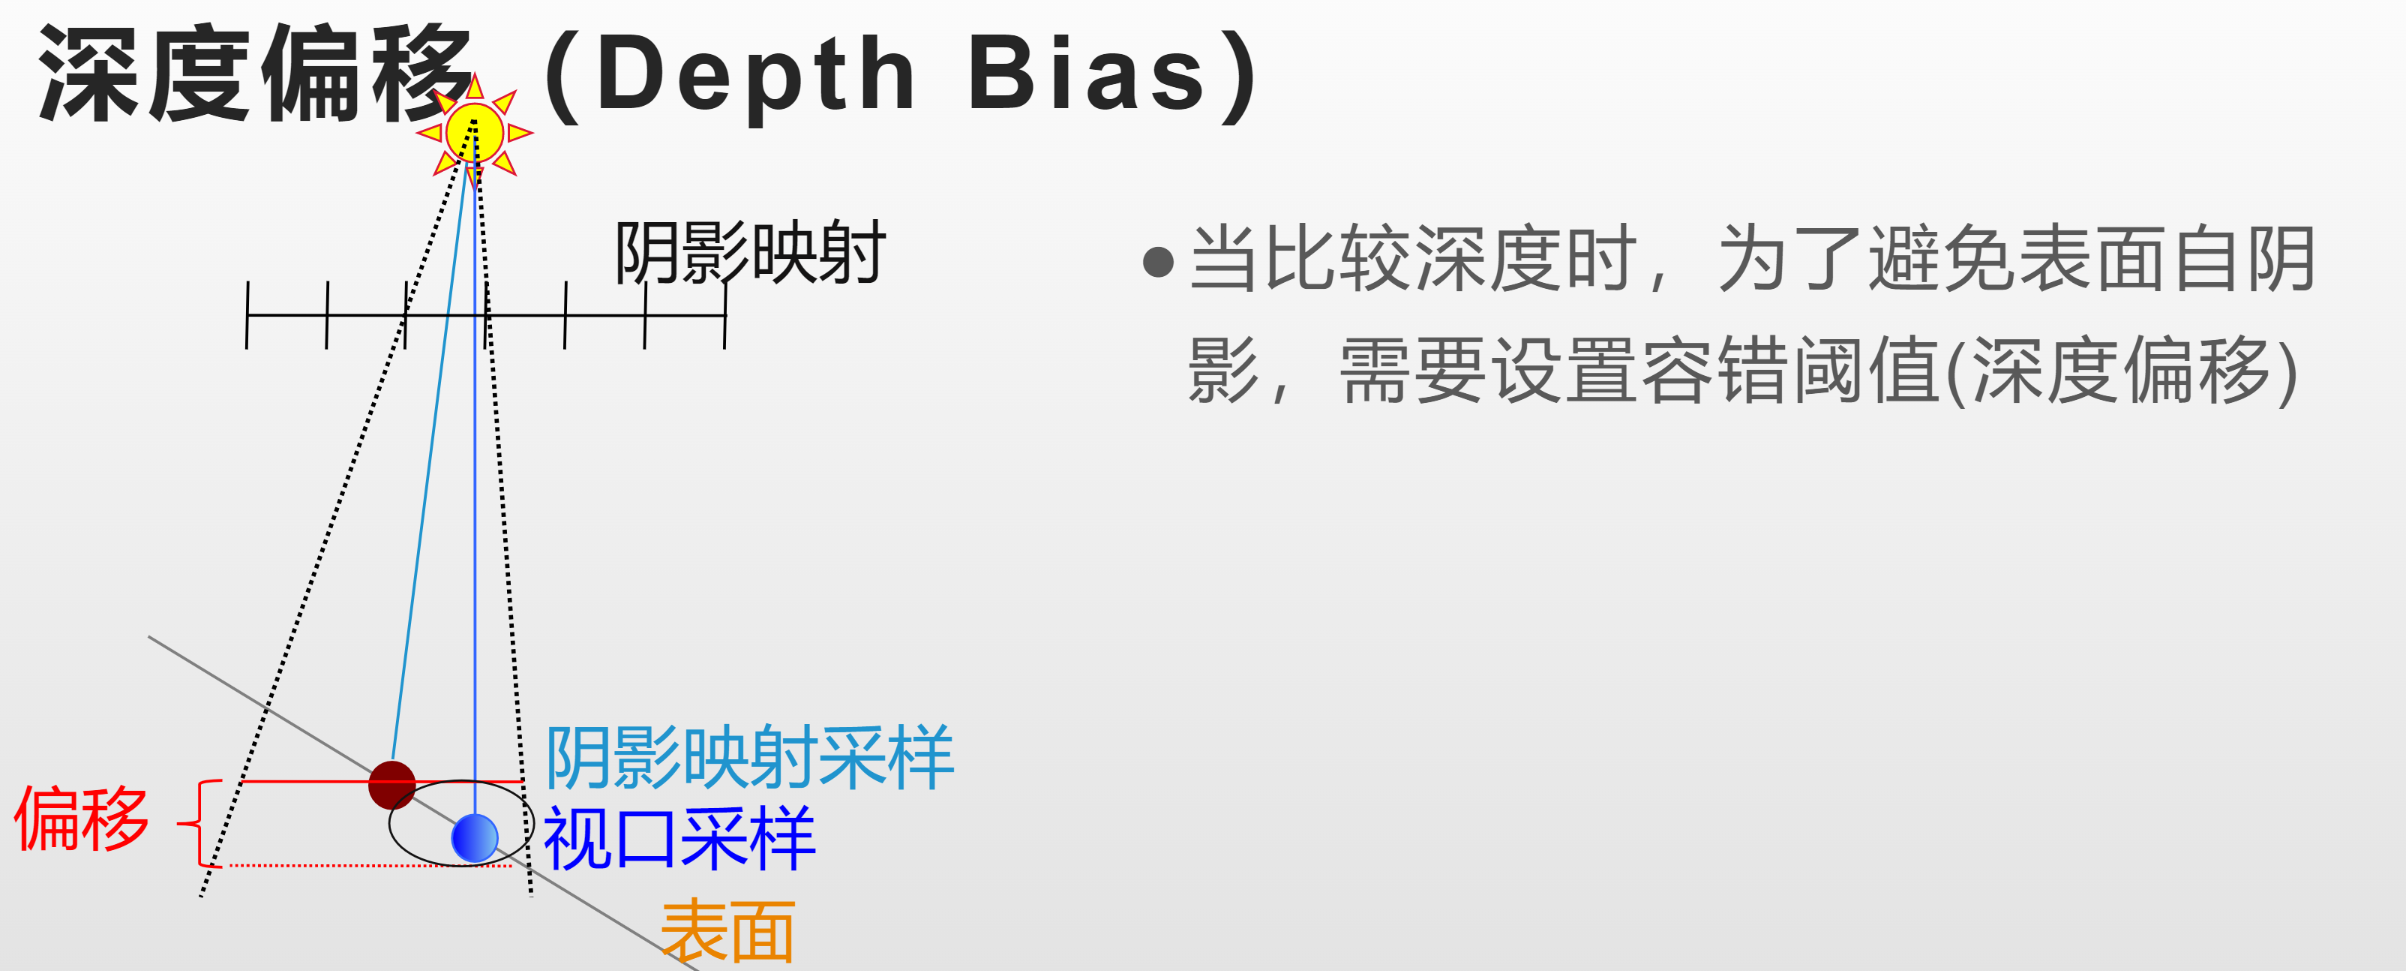 深度偏移（Depth Bias）
阴影映射
•当比较深度时，为了避免表面自阴
影，需要设置容错阈值(深度偏移)
阴影映射采样
偏移
视口采样
表面